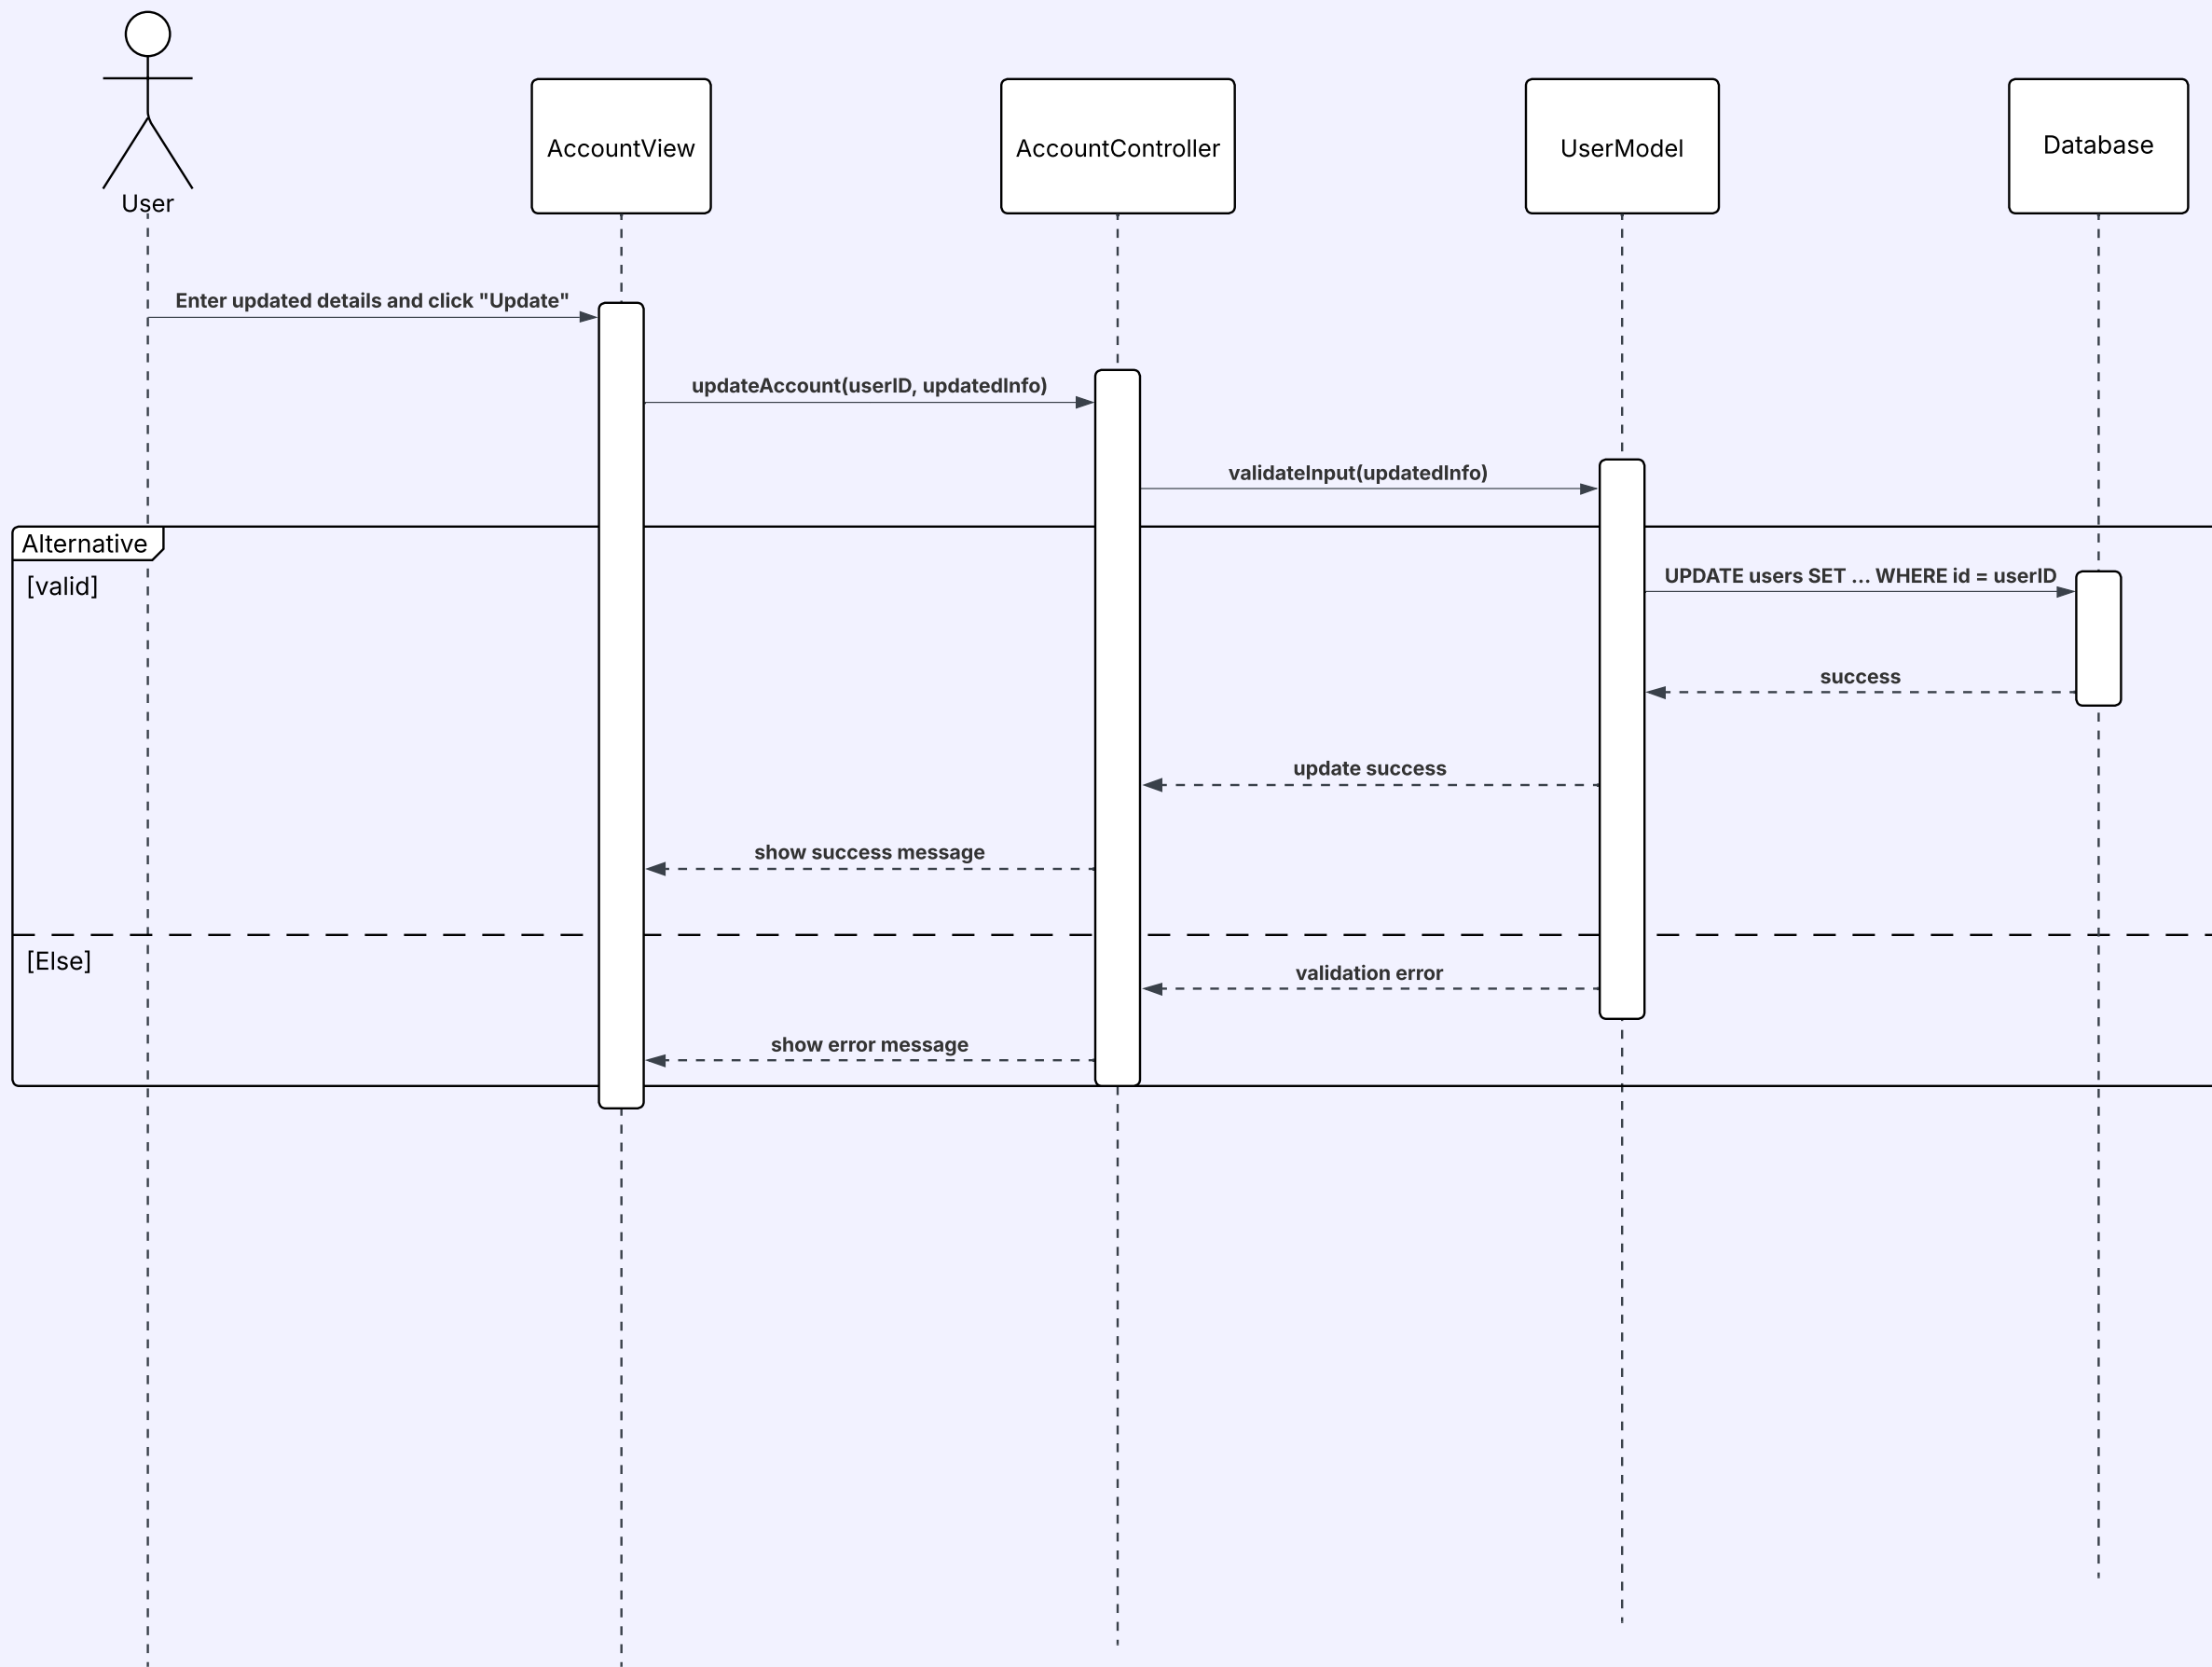 User
AccountView
AccountController
UserModel
Database
Enter updated details and click "Update"
updateAccount(userID, updatedInfo)
validateInput(updatedInfo)
Alternative
[valid]
UPDATE users SET ... WHERE id = userID
success
update success
show success message
[Else]
validation error
show error message